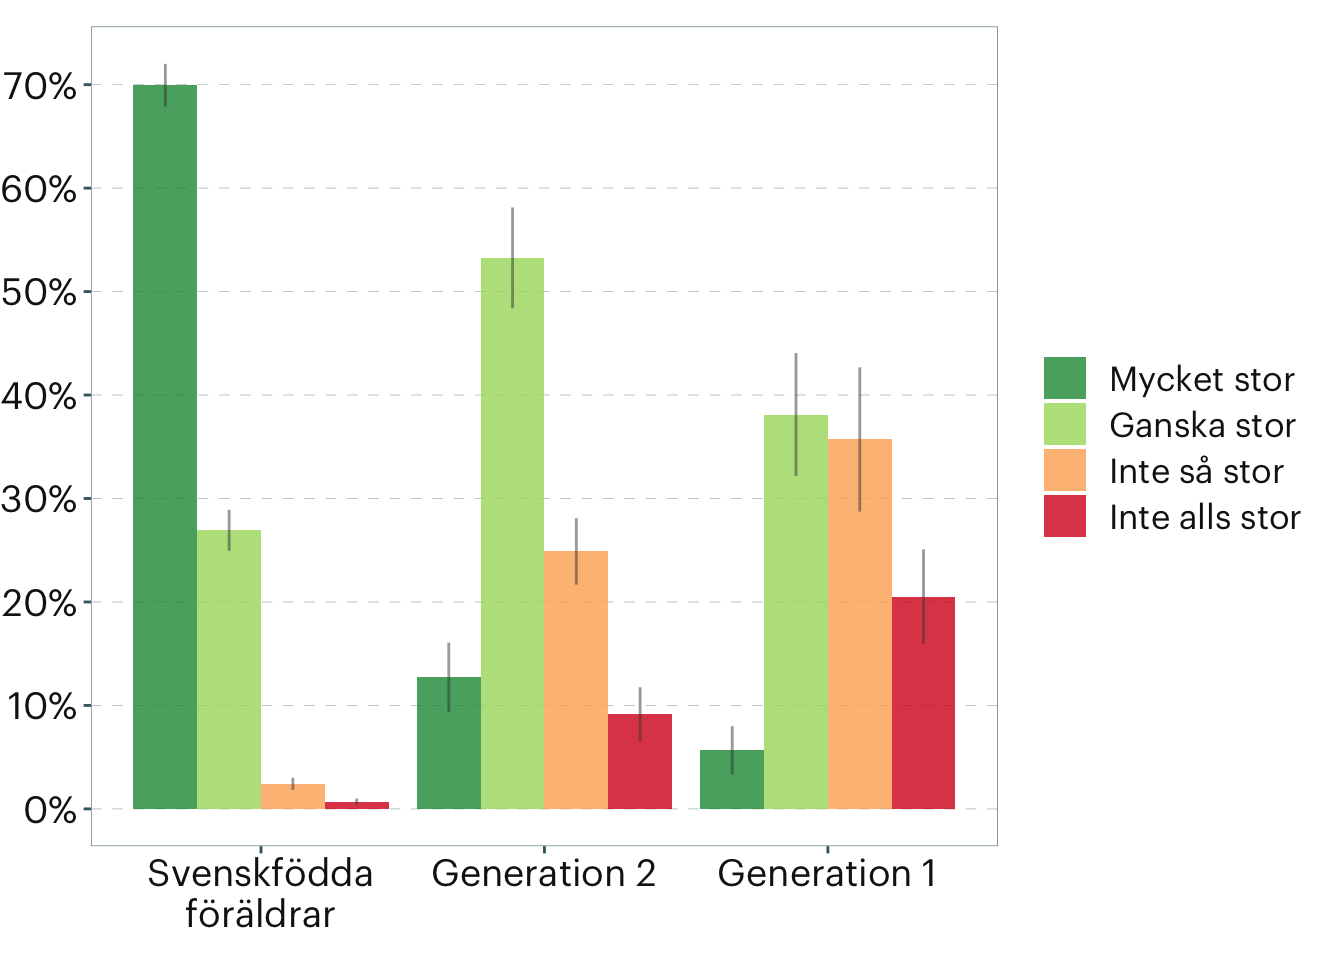 70%
60%
50%
40%
30%
20%
10%
0%
Svenskfödda
föräldrar
Generation 2
Generation 1
Mycket stor
Ganska stor
Inte så stor
Inte alls stor